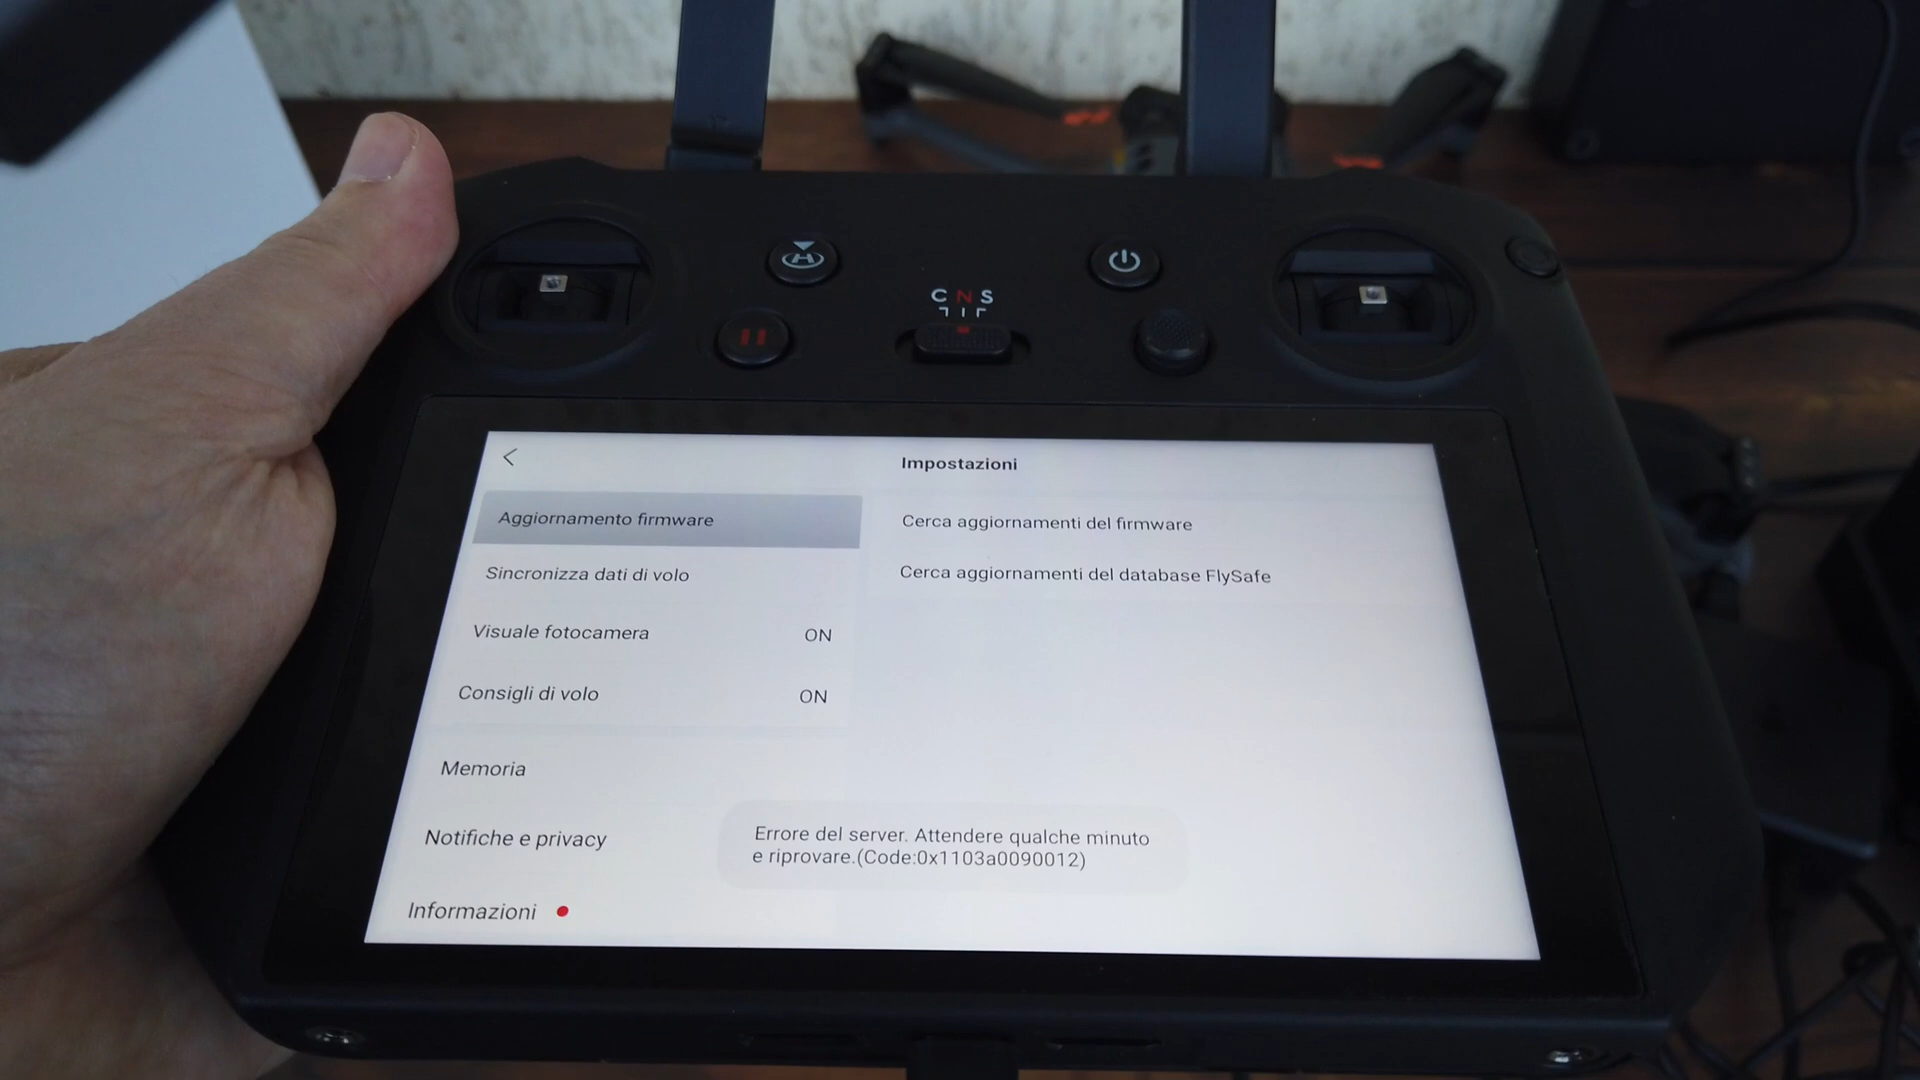 C N S
Impostazioni
Aggiornamento firmware
Cerca aggiornamenti del firmware
Sincronizza dati di volo
Cerca aggiornamenti del database FlySafe
Visuale fotocamera ON
Consigli di volo ON
Memoria
Notifiche e privacy
Errore del server. Attendere qualche minuto
e riprovare.(Code:0x1103a0090012)
Informazioni